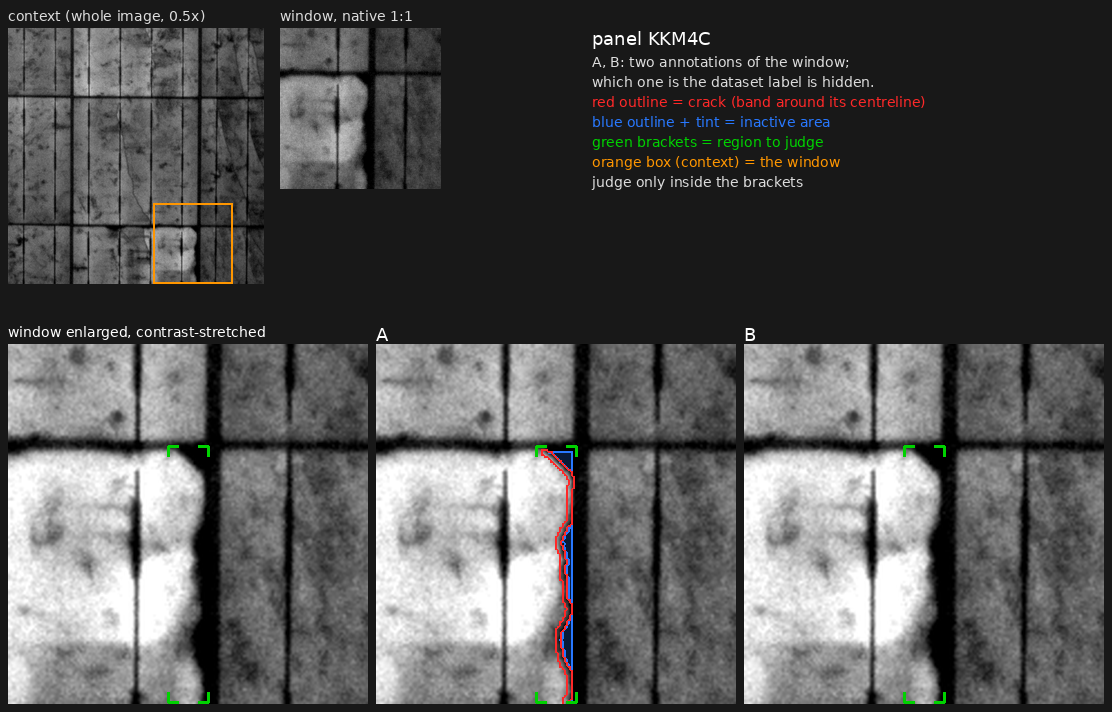 context (whole image, 0.5x)
window, native 1:1
panel KKM4C
A, B: two annotations of the window;
which one is the dataset label is hidden.
red outline = crack (band around its centreline)
blue outline + tint = inactive area
green brackets = region to judge
orange box (context) = the window
judge only inside the brackets
window enlarged, contrast-stretched
A
B